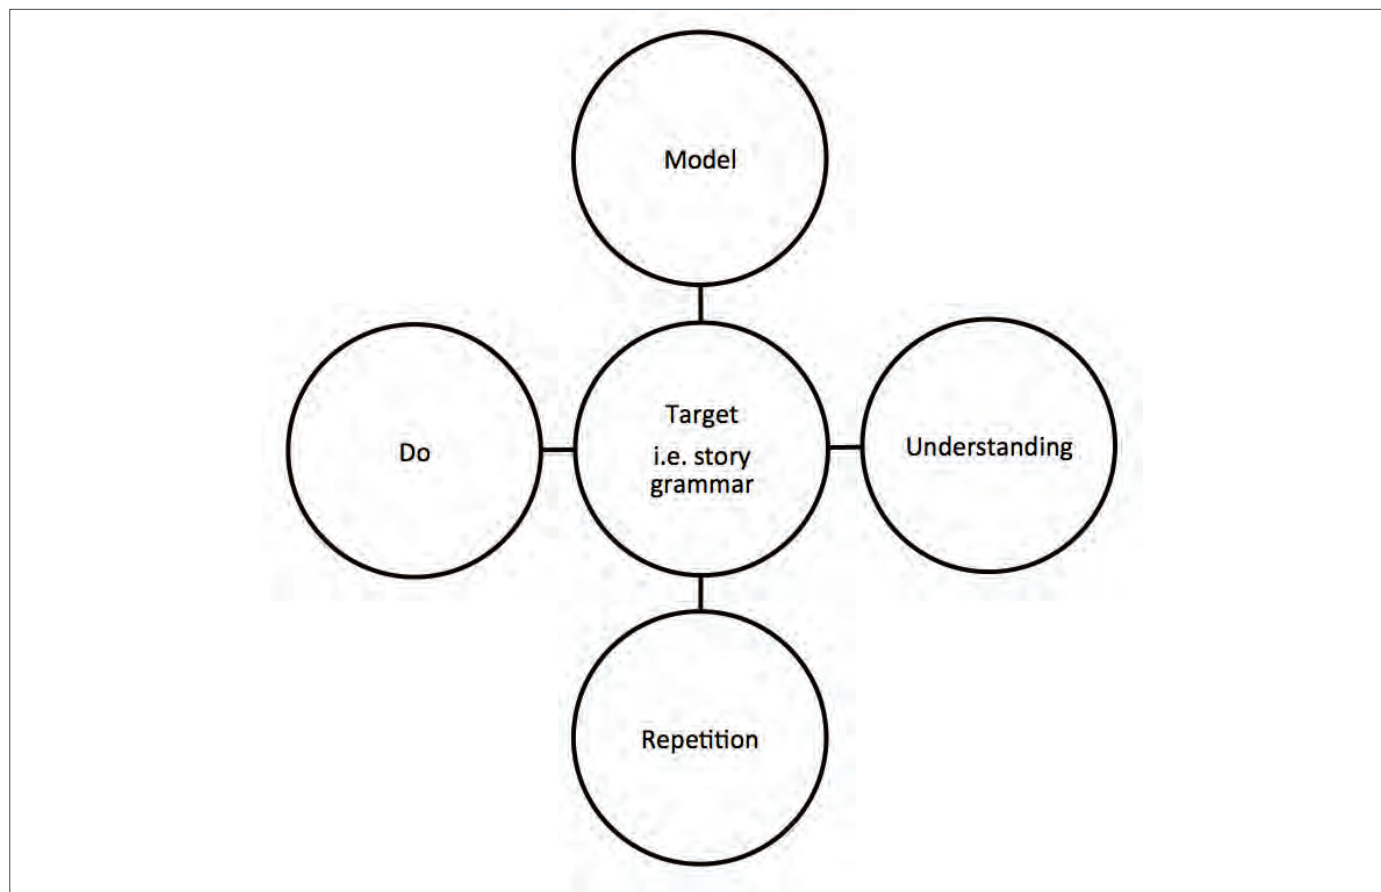 Model
Do
Target
i.e. story
grammar
Understanding
Repetition